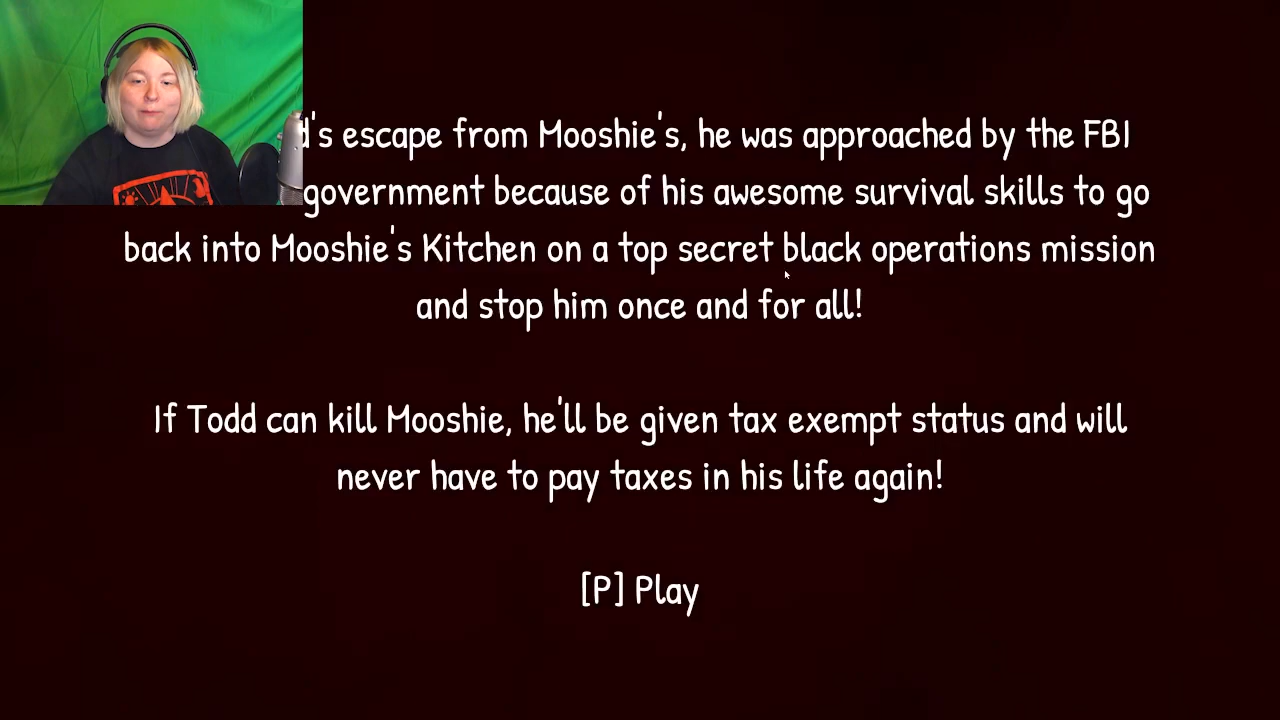 's escape from Mooshie's, he was approached by the FBI
government because of his awesome survival skills to go
back into Mooshie's Kitchen on a top secret black operations mission
and stop him once and for all!
If Todd can kill Mooshie, he'll be given tax exempt status and will
never have to pay taxes in his life again!
[P] Play